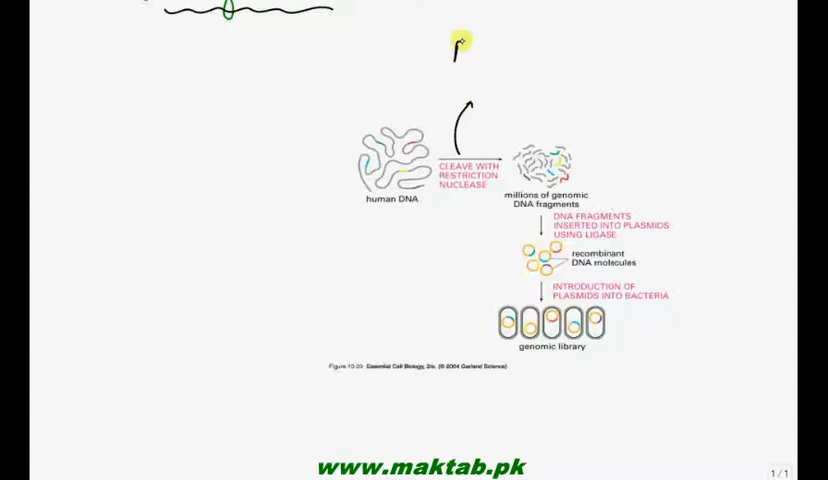 human DNA
CLEAVE WITH
RESTRICTION
NUCLEASE
millions of genomic
DNA fragments
DNA FRAGMENTS
INSERTED INTO PLASMIDS
USING LIGASE
recombinant
DNA molecules
INTRODUCTION OF
PLASMIDS INTO BACTERIA
genomic library
Figure 10-23 Essential Cell Biology, 2/e. (© 2004 Garland Science)
www.maktab.pk
1 / 1